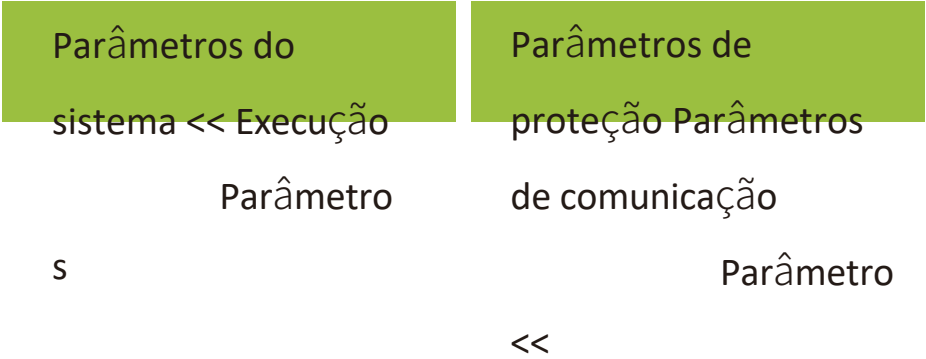 Parâmetros do
sistema << Execução
Parâmetro
s
Parâmetros de
proteção Parâmetros
de comunicação
Parâmetro
<<